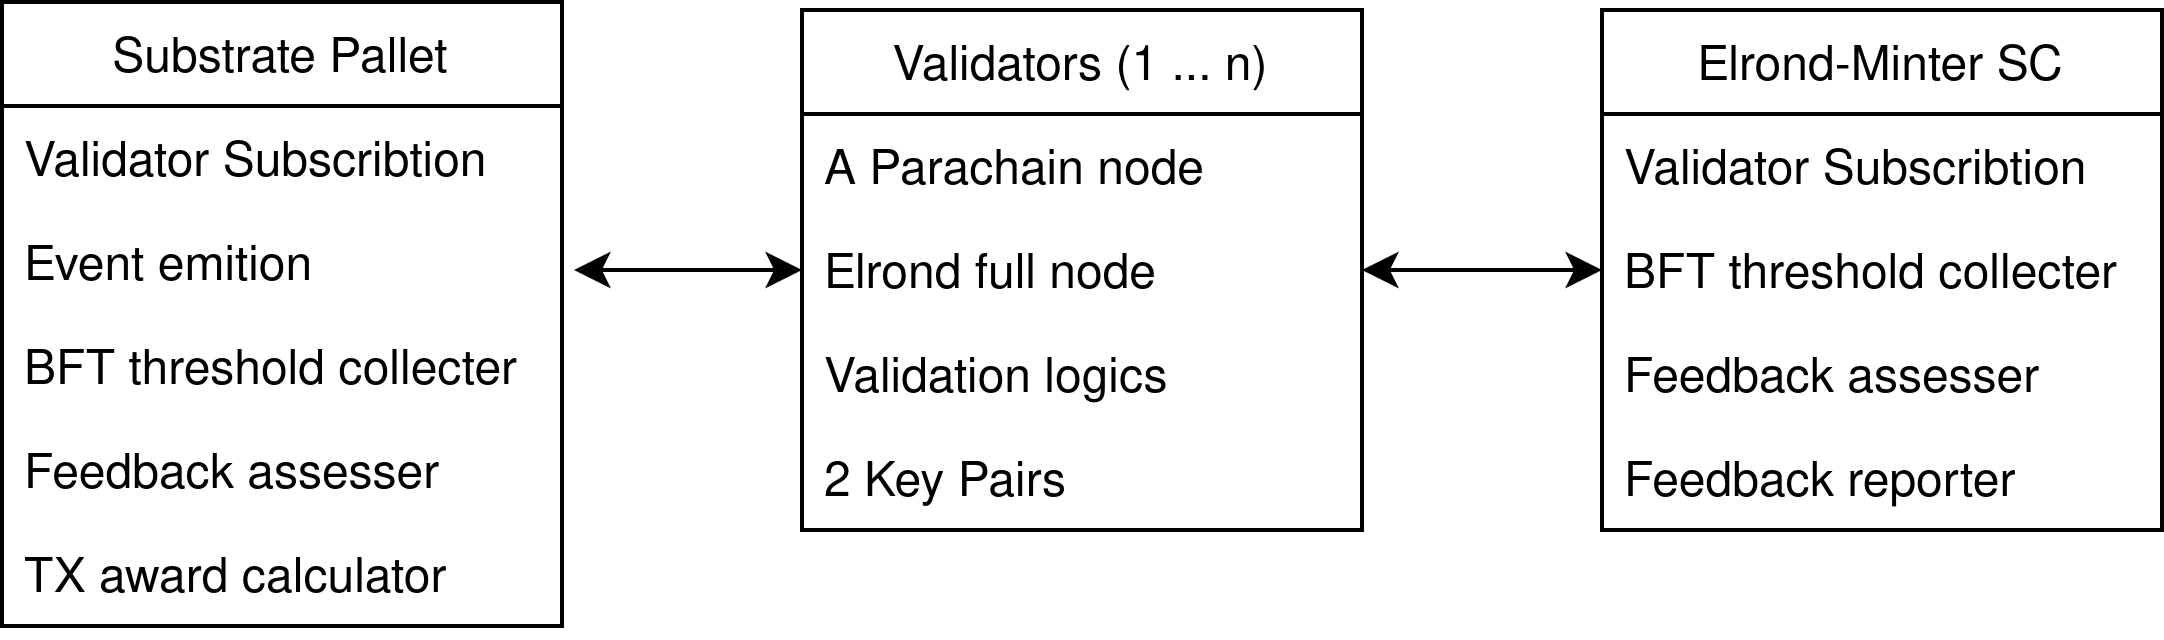 Substrate Pallet
Validator Subscribtion
Event emition
BFT threshold collecter
Feedback assesser
TX award calculator
Validators (1 ... n)
A Parachain node
Elrond full node
Validation logics
2 Key Pairs
Elrond-Minter SC
Validator Subscribtion
BFT threshold collecter
Feedback assesser
Feedback reporter